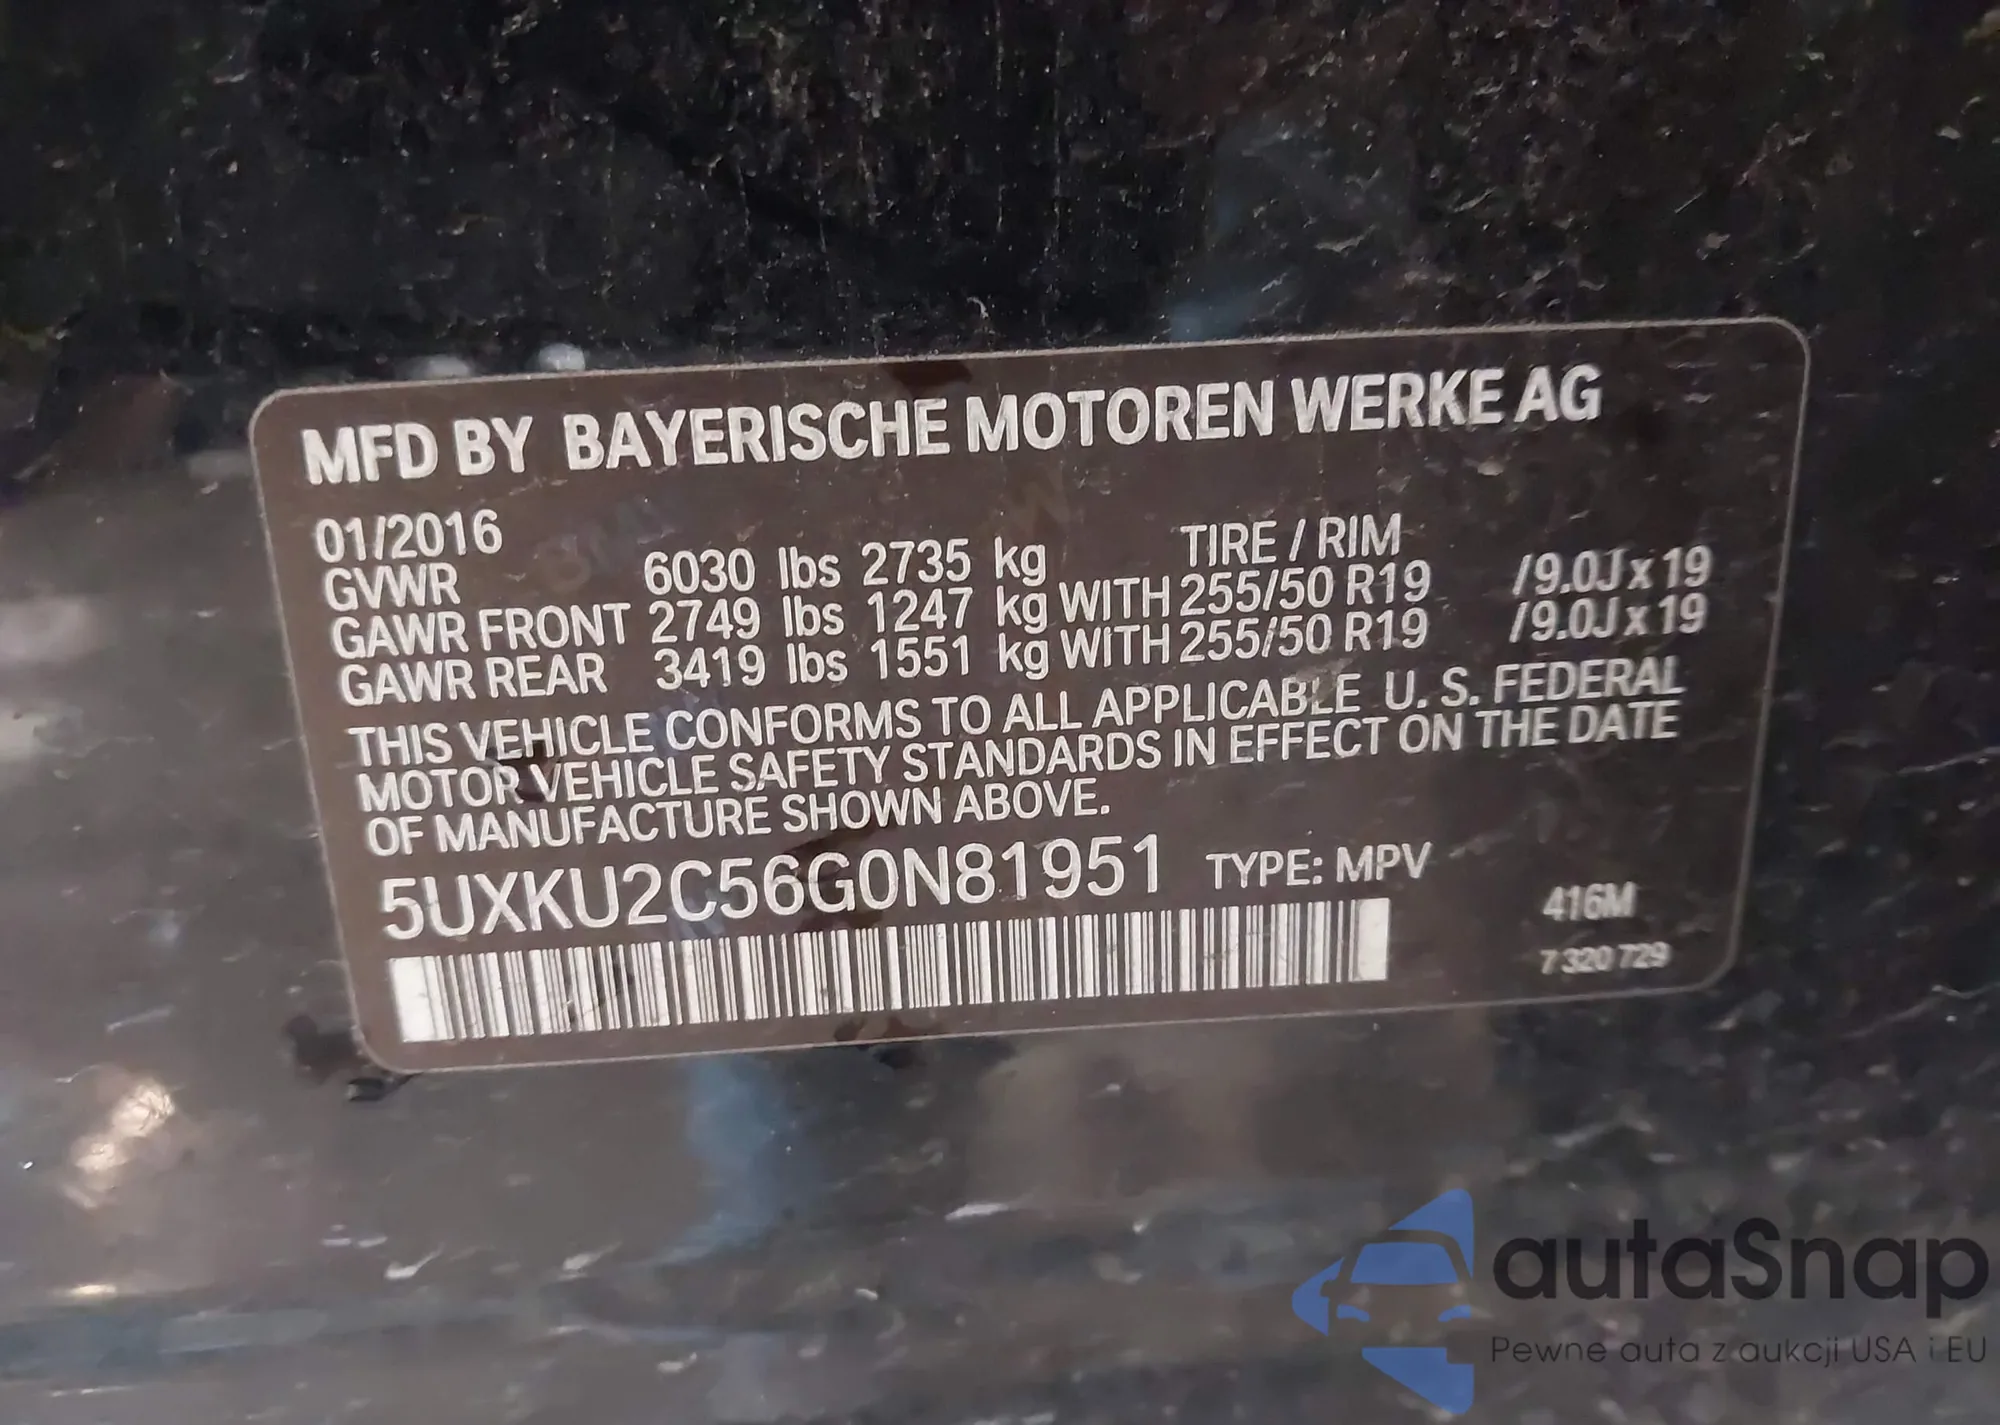 MFD BY BAYERISCHE MOTOREN WERKE AG
01/2016 TIRE / RIM
GVWR 6030 lbs 2735 kg
GAWR FRONT 2749 lbs 1247 kg WITH 255/50 R19 /9.0J x 19
GAWR REAR 3419 lbs 1551 kg WITH 255/50 R19 /9.0J x 19
THIS VEHICLE CONFORMS TO ALL APPLICABLE U. S. FEDERAL
MOTOR VEHICLE SAFETY STANDARDS IN EFFECT ON THE DATE
OF MANUFACTURE SHOWN ABOVE.
5UXKU2C56G0N81951 TYPE: MPV
416M
7 320 729
autaSnap
Pewne auta z aukcji USA i EU